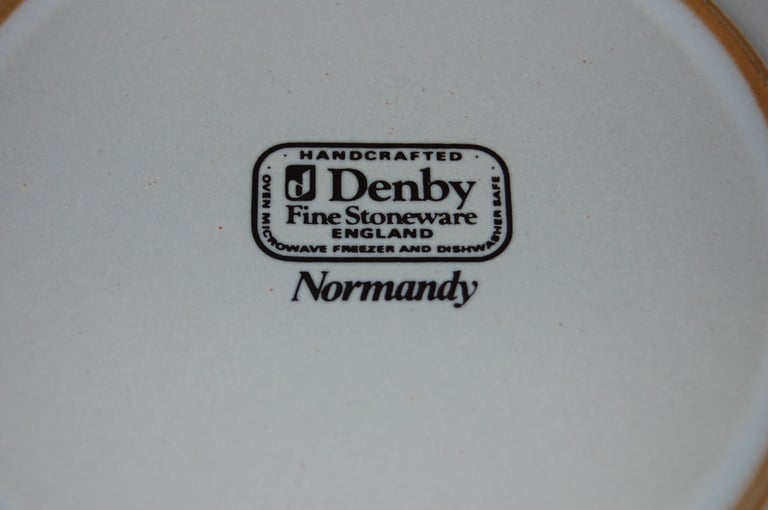 · HANDCRAFTED ·
d Denby
Fine Stoneware
ENGLAND
· OVEN MICROWAVE FREEZER AND DISHWASHER SAFE ·
Normandy